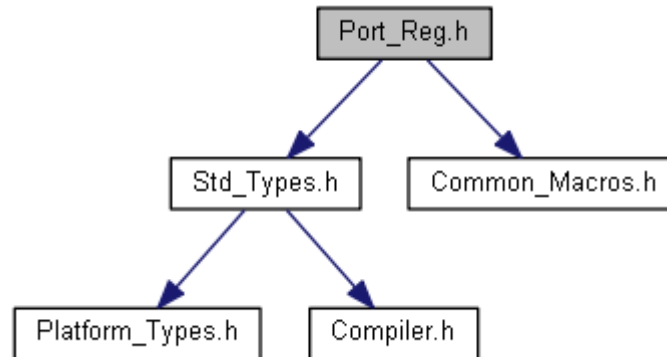 Port_Reg.h
Std_Types.h
Common_Macros.h
Platform_Types.h
Compiler.h